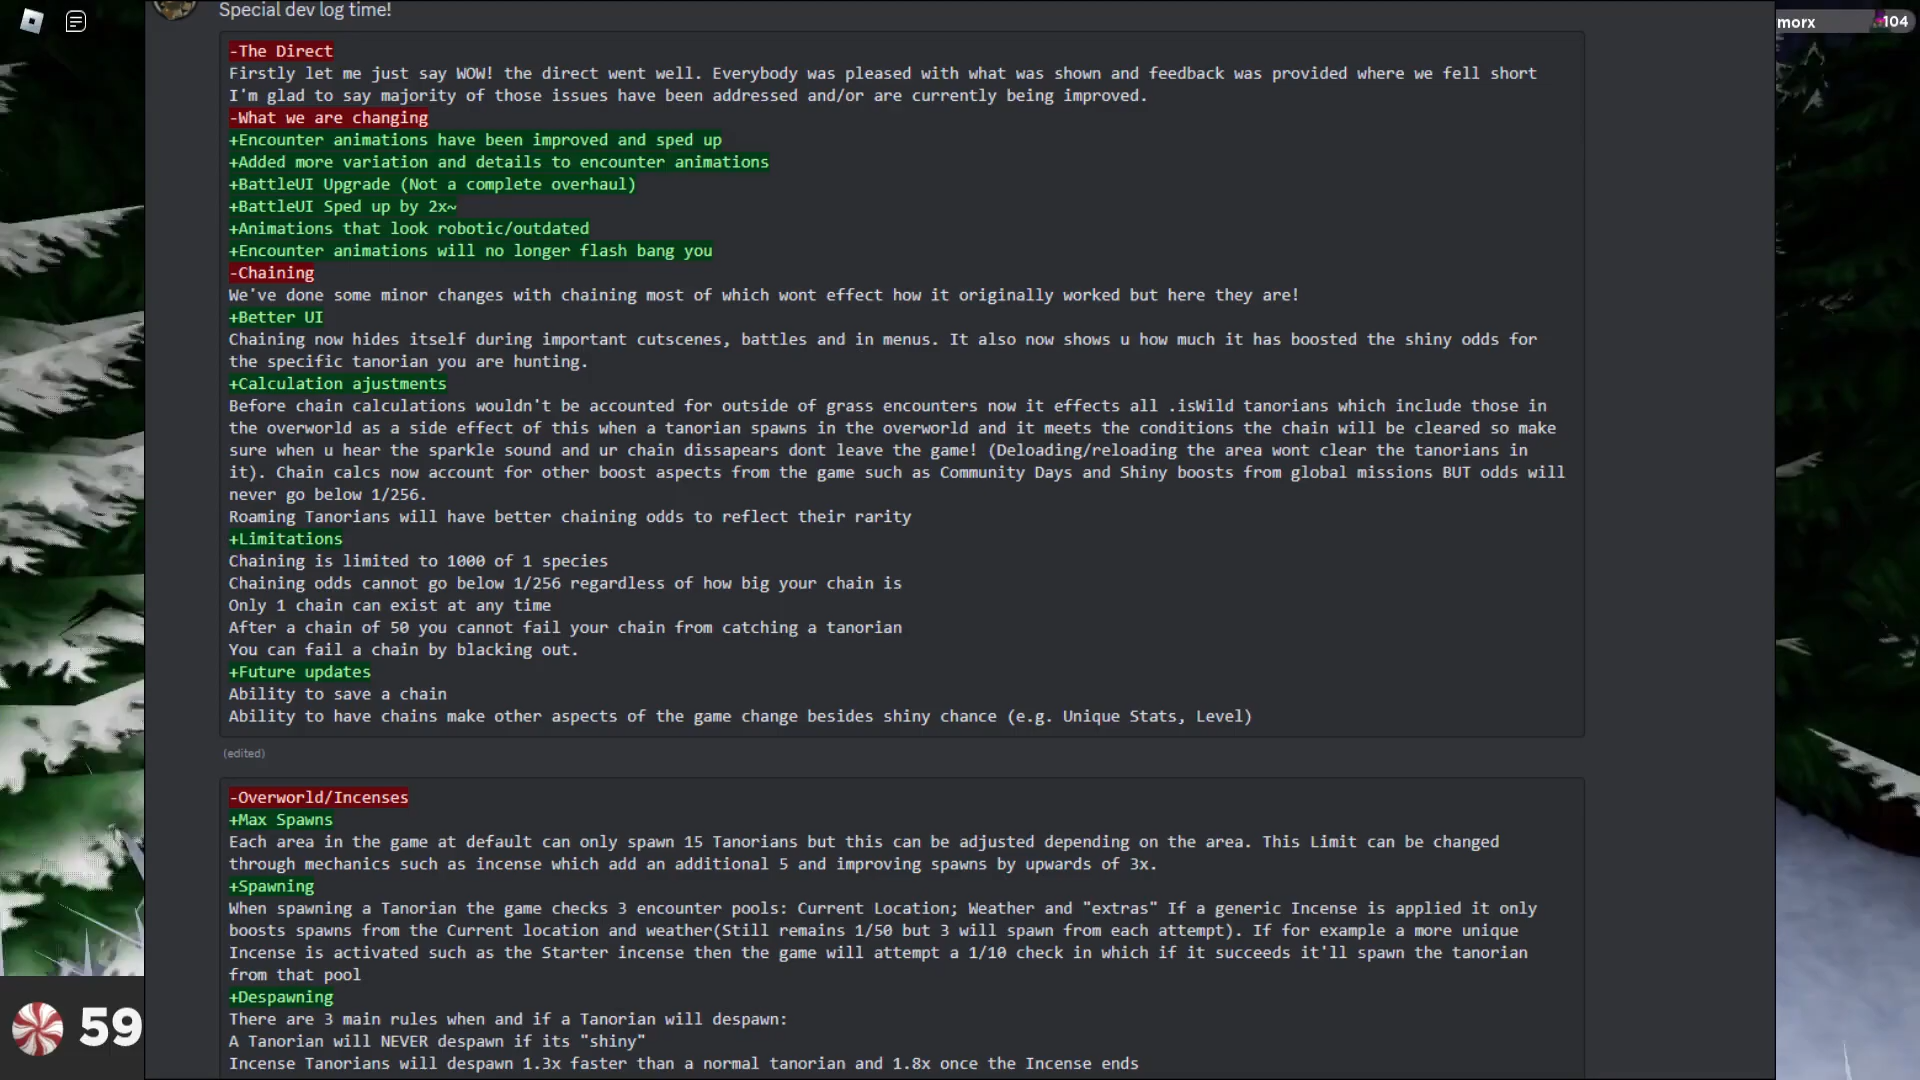 Special dev log time!
morx
104
-The Direct
Firstly let me just say WOW! the direct went well. Everybody was pleased with what was shown and feedback was provided where we fell short
I'm glad to say majority of those issues have been addressed and/or are currently being improved.
-What we are changing
+Encounter animations have been improved and sped up
+Added more variation and details to encounter animations
+BattleUI Upgrade (Not a complete overhaul)
+BattleUI Sped up by 2x~
+Animations that look robotic/outdated
+Encounter animations will no longer flash bang you
-Chaining
We've done some minor changes with chaining most of which wont effect how it originally worked but here they are!
+Better UI
Chaining now hides itself during important cutscenes, battles and in menus. It also now shows u how much it has boosted the shiny odds for
the specific tanorian you are hunting.
+Calculation ajustments
Before chain calculations wouldn't be accounted for outside of grass encounters now it effects all .isWild tanorians which include those in
the overworld as a side effect of this when a tanorian spawns in the overworld and it meets the conditions the chain will be cleared so make
sure when u hear the sparkle sound and ur chain dissapears dont leave the game! (Deloading/reloading the area wont clear the tanorians in
it). Chain calcs now account for other boost aspects from the game such as Community Days and Shiny boosts from global missions BUT odds will
never go below 1/256.
Roaming Tanorians will have better chaining odds to reflect their rarity
+Limitations
Chaining is limited to 1000 of 1 species
Chaining odds cannot go below 1/256 regardless of how big your chain is
Only 1 chain can exist at any time
After a chain of 50 you cannot fail your chain from catching a tanorian
You can fail a chain by blacking out.
+Future updates
Ability to save a chain
Ability to have chains make other aspects of the game change besides shiny chance (e.g. Unique Stats, Level)
(edited)
-Overworld/Incenses
+Max Spawns
Each area in the game at default can only spawn 15 Tanorians but this can be adjusted depending on the area. This Limit can be changed
through mechanics such as incense which add an additional 5 and improving spawns by upwards of 3x.
+Spawning
When spawning a Tanorian the game checks 3 encounter pools: Current Location; Weather and "extras" If a generic Incense is applied it only
boosts spawns from the Current location and weather(Still remains 1/50 but 3 will spawn from each attempt). If for example a more unique
Incense is activated such as the Starter incense then the game will attempt a 1/10 check in which if it succeeds it'll spawn the tanorian
from that pool
+Despawning
There are 3 main rules when and if a Tanorian will despawn:
A Tanorian will NEVER despawn if its "shiny"
Incense Tanorians will despawn 1.3x faster than a normal tanorian and 1.8x once the Incense ends
59